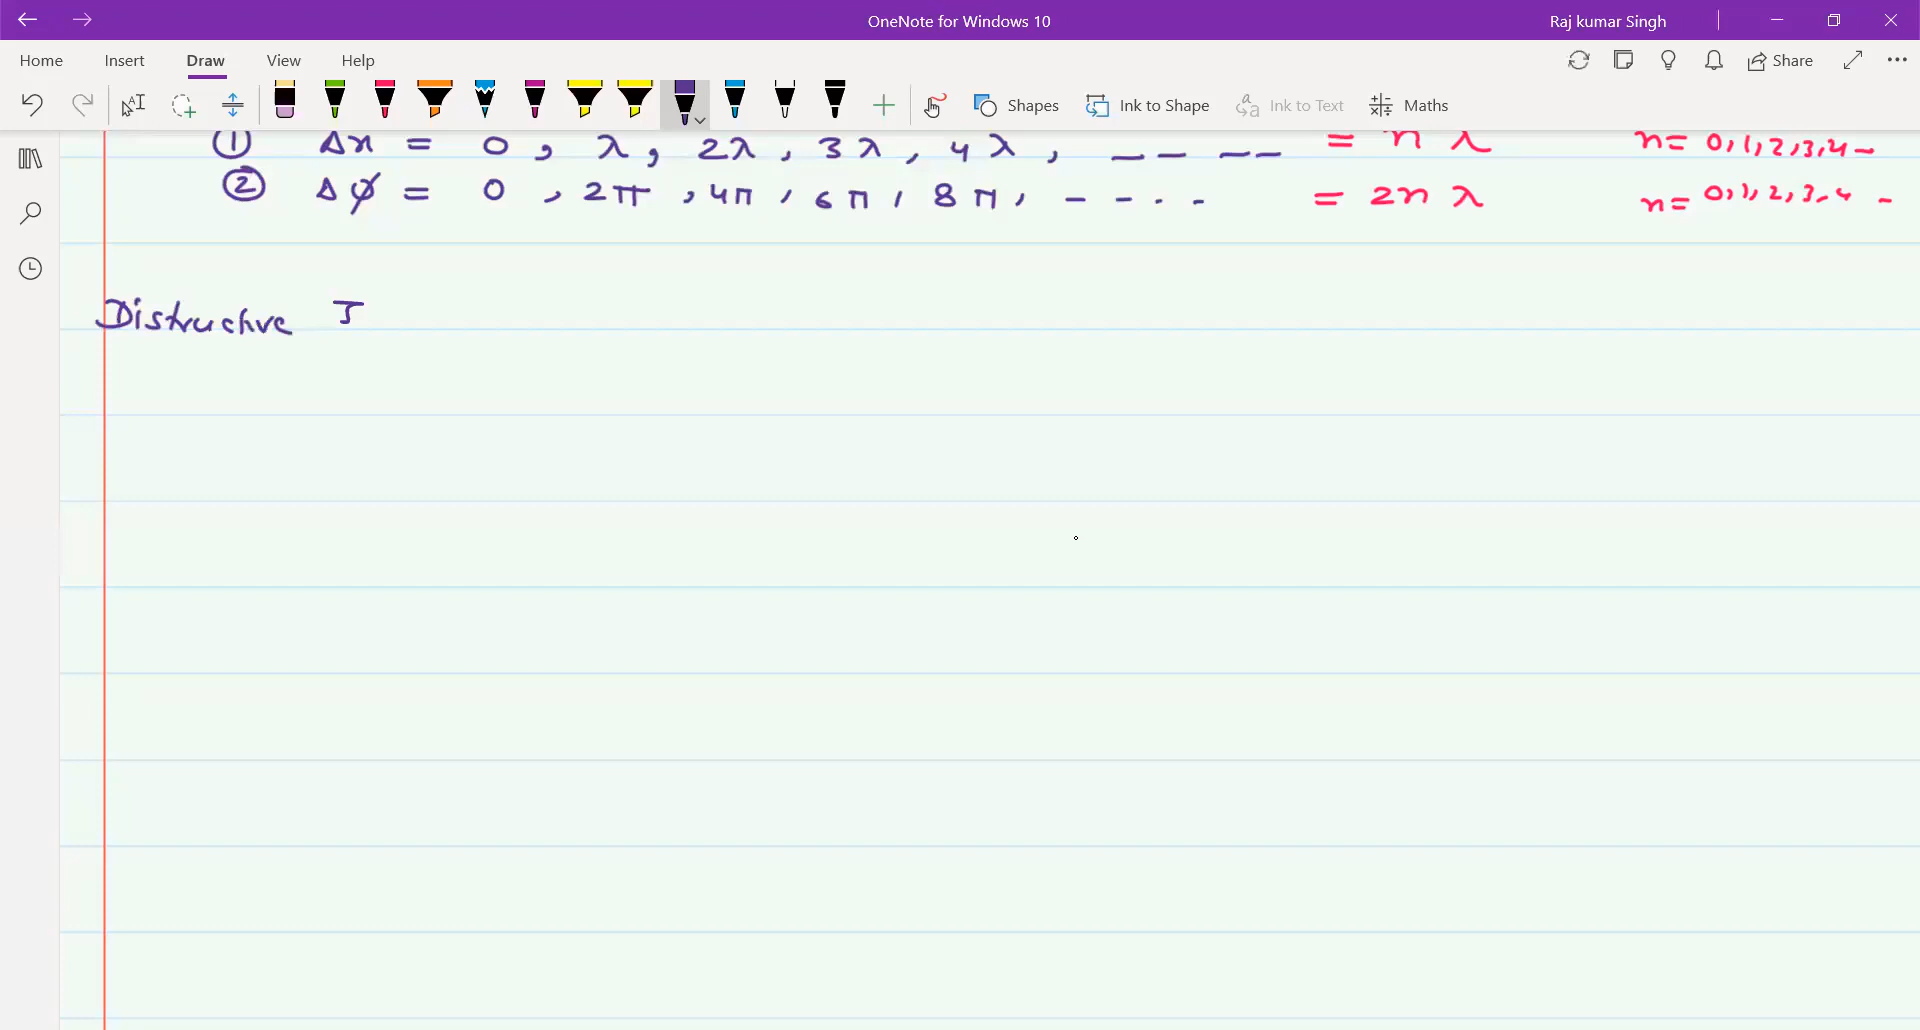 OneNote for Windows 10
Raj kumar Singh
Home Insert Draw View Help
Share
Shapes Ink to Shape Ink to Text Maths
① Δx = 0, λ, 2λ, 3λ, 4λ, _ _ _ _ = n λ n= 0,1,2,3,4 –
② Δφ = 0, 2π, 4π, 6π, 8π, - - . - = 2n λ n= 0,1,2,3,4 -
Distructive I